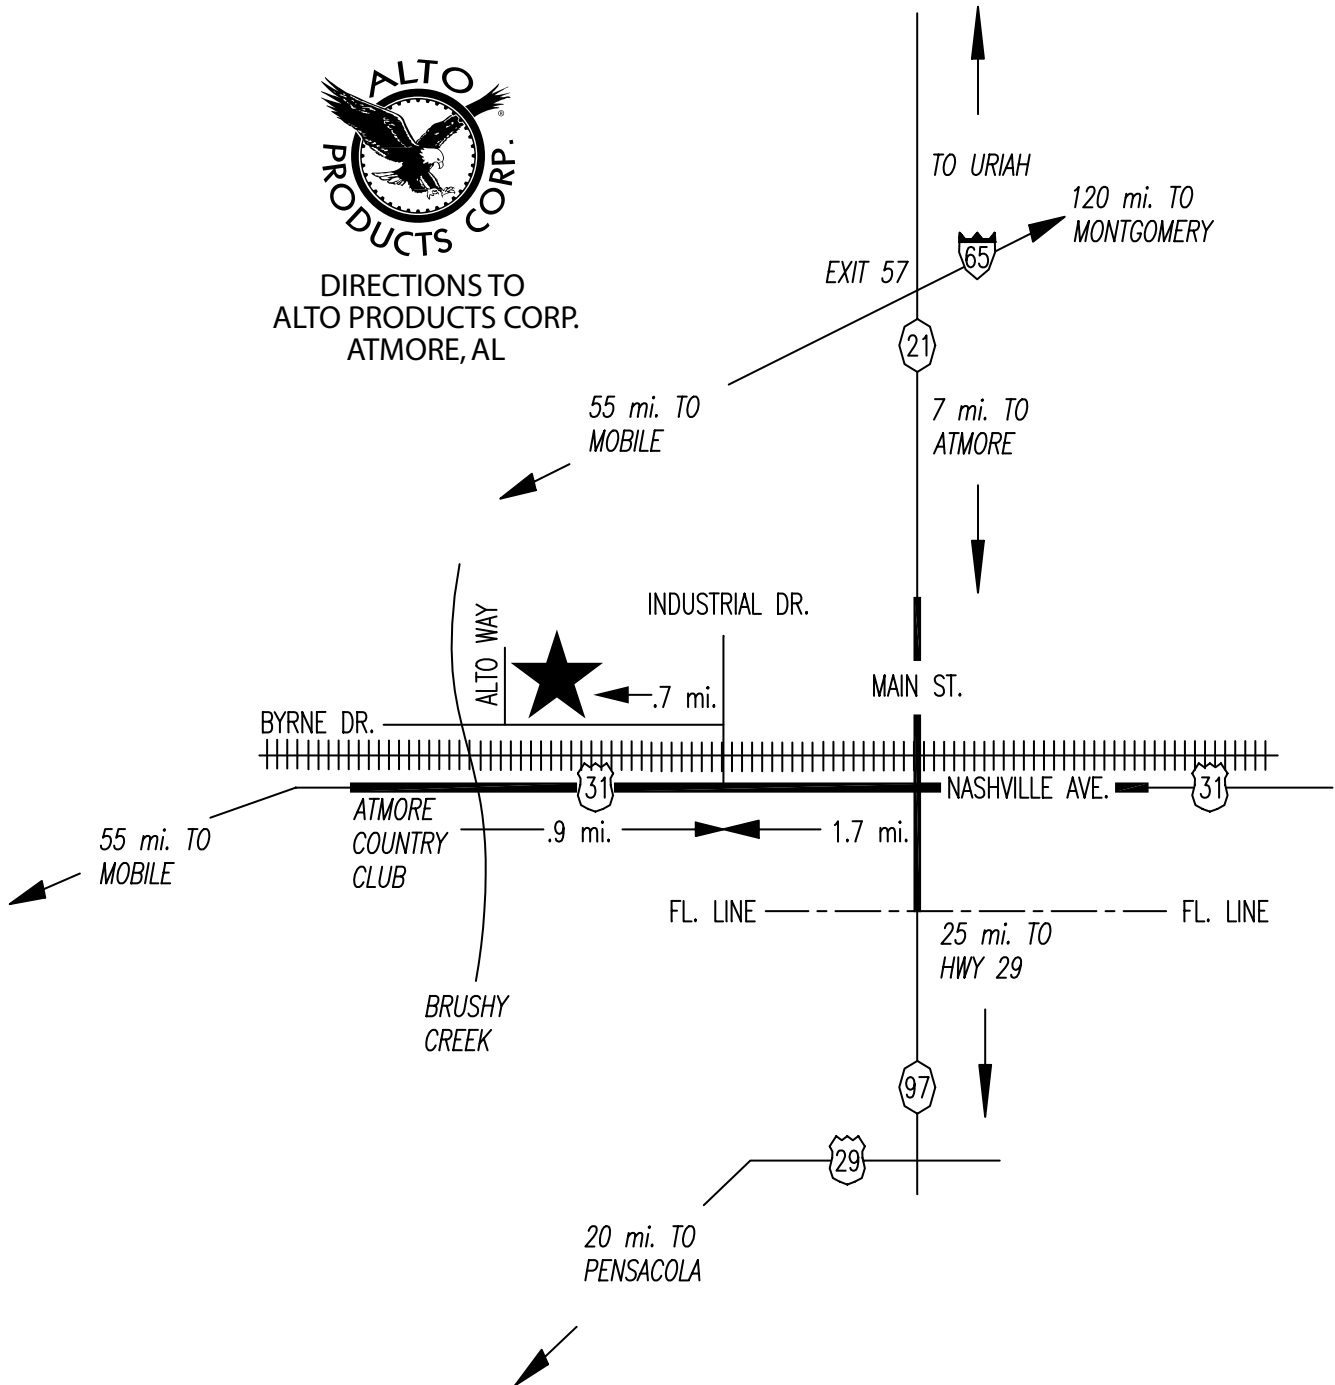 ALTO
PRODUCTS CORP.
®
DIRECTIONS TO
ALTO PRODUCTS CORP.
ATMORE, AL
TO URIAH
120 mi. TO
MONTGOMERY
65
EXIT 57
21
55 mi. TO
MOBILE
7 mi. TO
ATMORE
INDUSTRIAL DR.
ALTO WAY
MAIN ST.
.7 mi.
BYRNE DR.
31
NASHVILLE AVE.
31
ATMORE
COUNTRY
CLUB
.9 mi.
1.7 mi.
55 mi. TO
MOBILE
FL. LINE
FL. LINE
25 mi. TO
HWY 29
BRUSHY
CREEK
97
29
20 mi. TO
PENSACOLA